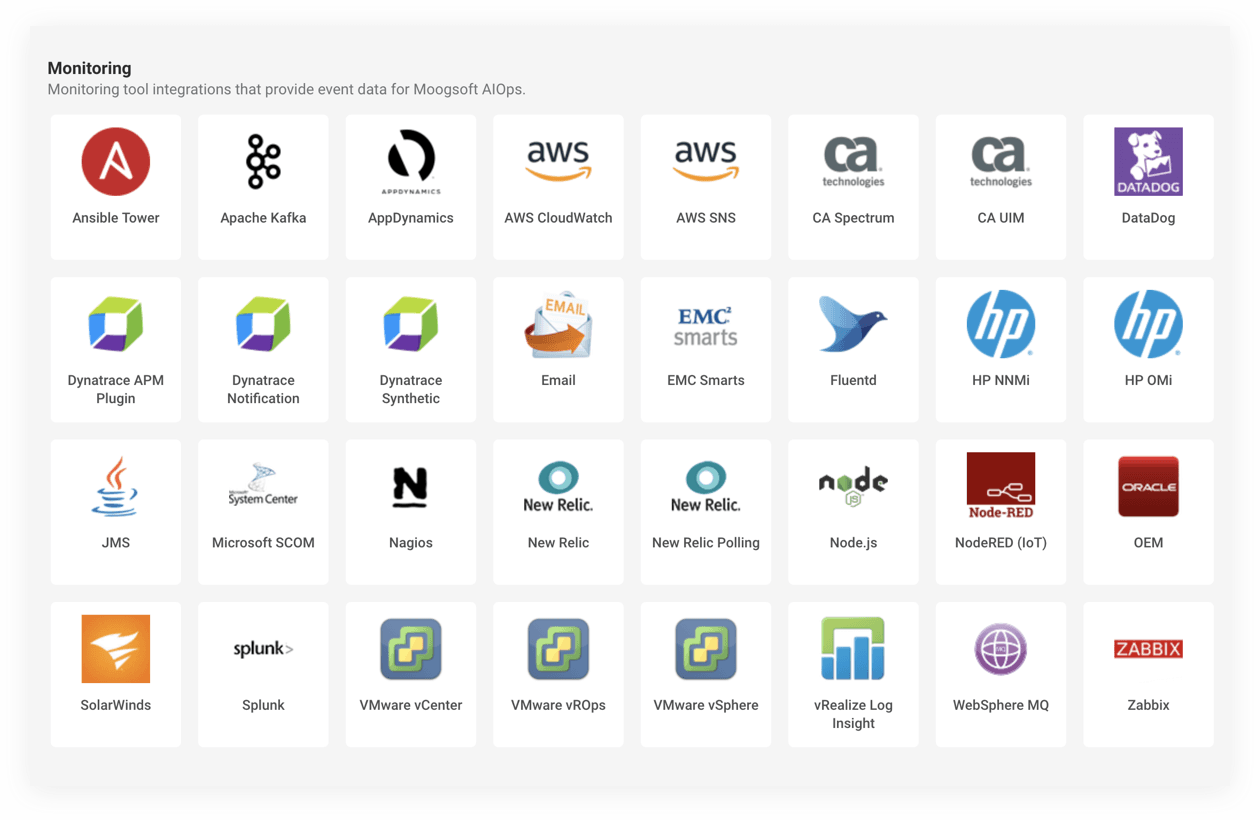 Monitoring
Monitoring tool integrations that provide event data for Moogsoft AIOps.
APPDYNAMICS
aws
aws
ca
technologies
ca
technologies
DATADOG
Ansible Tower
Apache Kafka
AppDynamics
AWS CloudWatch
AWS SNS
CA Spectrum
CA UIM
DataDog
EMAIL
EMC²
smarts
hp
hp
Dynatrace APM
Plugin
Dynatrace
Notification
Dynatrace
Synthetic
Email
EMC Smarts
Fluentd
HP NNMi
HP OMi
Microsoft
System Center
N
New Relic.
New Relic.
node
JS
Node-RED
ORACLE
JMS
Microsoft SCOM
Nagios
New Relic
New Relic Polling
Node.js
NodeRED (IoT)
OEM
splunk>
MQ
ZABBIX
SolarWinds
Splunk
VMware vCenter
VMware vROps
VMware vSphere
vRealize Log
Insight
WebSphere MQ
Zabbix